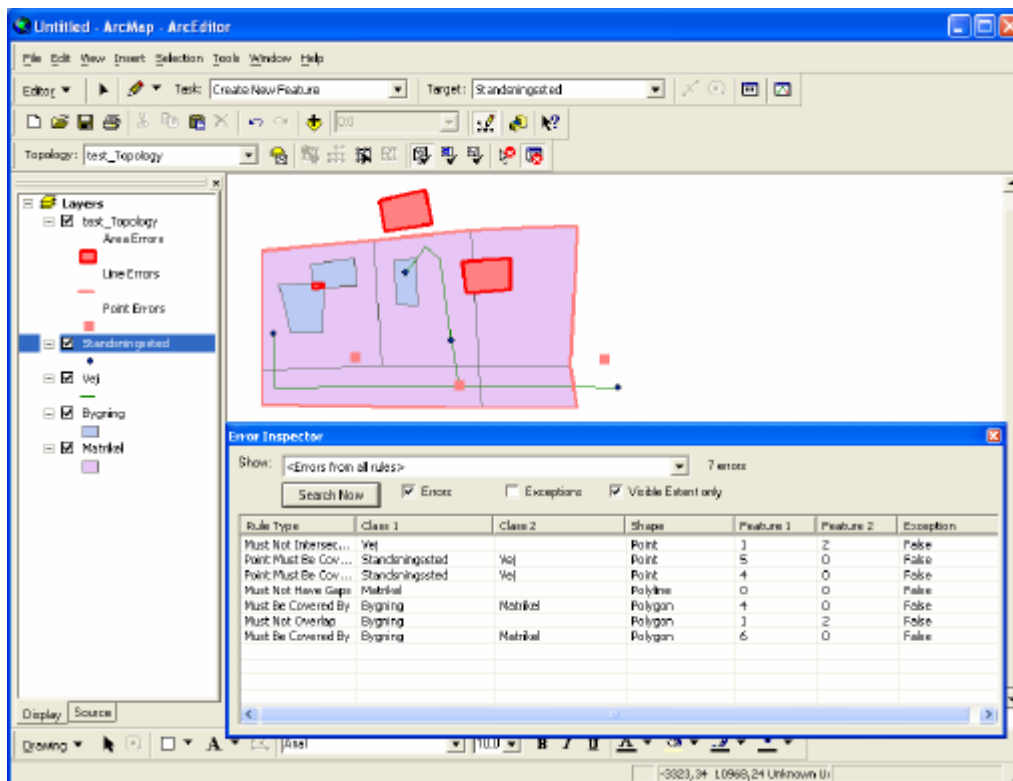 Untitled - ArcMap - ArcEditor
File Edit View Insert Selection Tools Window Help
Editor Task: Create New Feature Target: Standsningssted
Topology: test_Topology
Layers
test_Topology
Area Errors
Line Errors
Point Errors
Standsningssted
Vej
Bygning
Matrikel
Error Inspector
Show: <Errors from all rules> 7 errors
Search Now Errors Exceptions Visible Extent only
Rule Type Class 1 Class 2 Shape Feature 1 Feature 2 Exception
Must Not Intersec... Vej Point 1 2 False
Point Must Be Cov... Standsningssted Vej Point 5 0 False
Point Must Be Cov... Standsningssted Vej Point 4 0 False
Must Not Have Gaps Matrikel Polyline 0 0 False
Must Be Covered By Bygning Matrikel Polygon 4 0 False
Must Not Overlap Bygning Polygon 1 2 False
Must Be Covered By Bygning Matrikel Polygon 6 0 False
Display Source
Drawing A Arial 10,0 B I U A
-3323,34 10968,24 Unknown